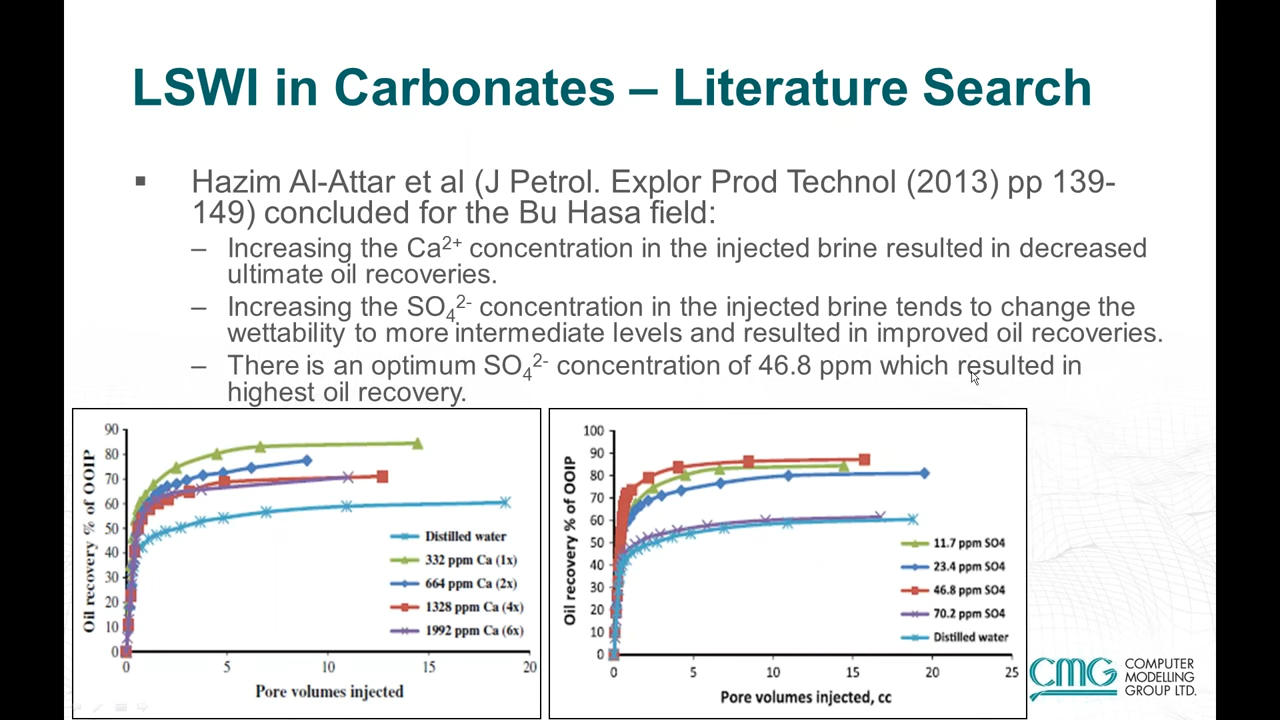 LSWI in Carbonates – Literature Search
▪ Hazim Al-Attar et al (J Petrol. Explor Prod Technol (2013) pp 139-
149) concluded for the Bu Hasa field:
– Increasing the Ca²⁺ concentration in the injected brine resulted in decreased
ultimate oil recoveries.
– Increasing the SO₄²⁻ concentration in the injected brine tends to change the
wettability to more intermediate levels and resulted in improved oil recoveries.
– There is an optimum SO₄²⁻ concentration of 46.8 ppm which resulted in
highest oil recovery.
Oil recovery % of OOIP
90
80
70
60
50
40
30
20
10
0
Distilled water
332 ppm Ca (1x)
664 ppm Ca (2x)
1328 ppm Ca (4x)
1992 ppm Ca (6x)
0 5 10 15 20
Pore volumes injected
Oil recovery % of OOIP
100
90
80
70
60
50
40
30
20
10
0
11.7 ppm SO4
23.4 ppm SO4
46.8 ppm SO4
70.2 ppm SO4
Distilled water
0 5 10 15 20 25
Pore volumes injected, cc
CMG
COMPUTER
MODELLING
GROUP LTD.